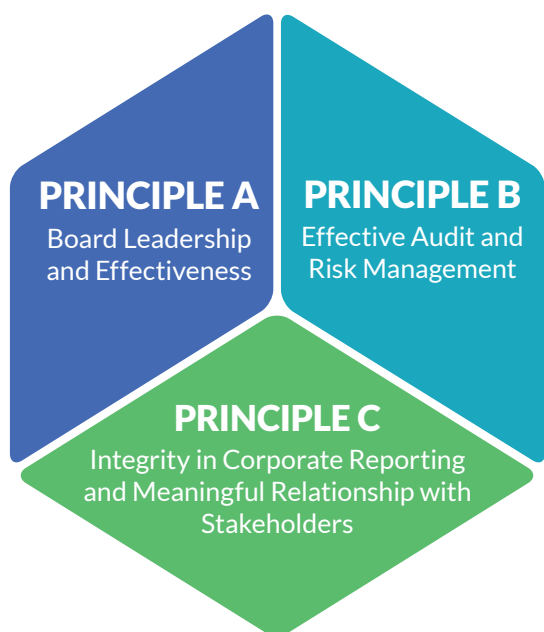 PRINCIPLE A
Board Leadership
and Effectiveness
PRINCIPLE B
Effective Audit and
Risk Management
PRINCIPLE C
Integrity in Corporate Reporting
and Meaningful Relationship with
Stakeholders